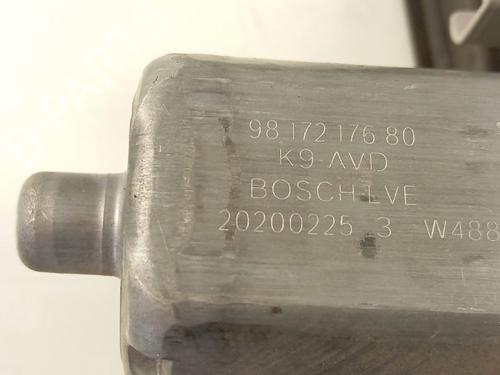 98 172 176 80
K9-AVD
BOSCH LVE
20200225 3 W488